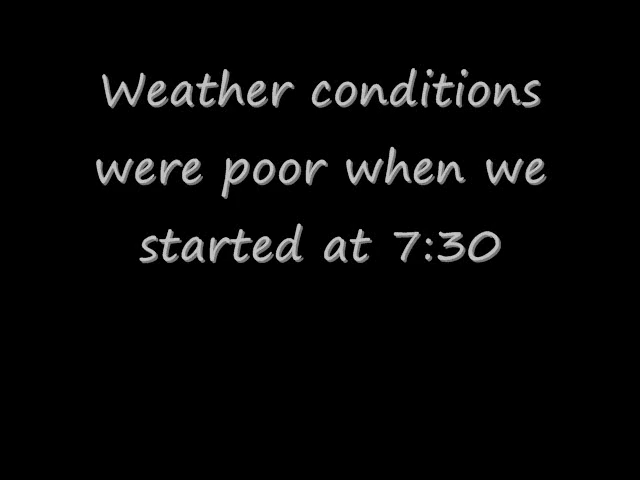 Weather conditions
were poor when we
started at 7:30